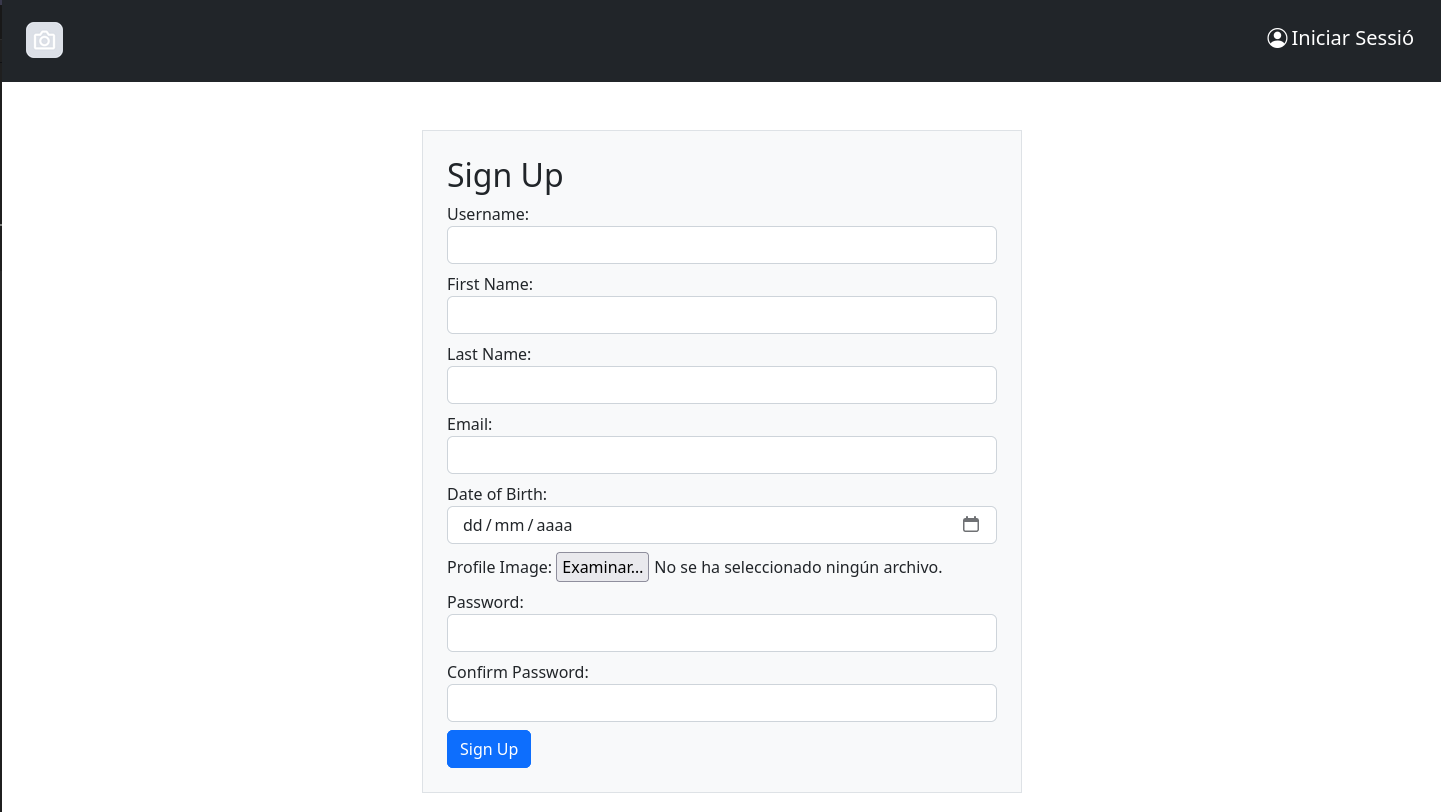 Iniciar Sessió
Sign Up
Username:
First Name:
Last Name:
Email:
Date of Birth:
dd/mm/aaaa
Profile Image: Examinar... No se ha seleccionado ningún archivo.
Password:
Confirm Password:
Sign Up